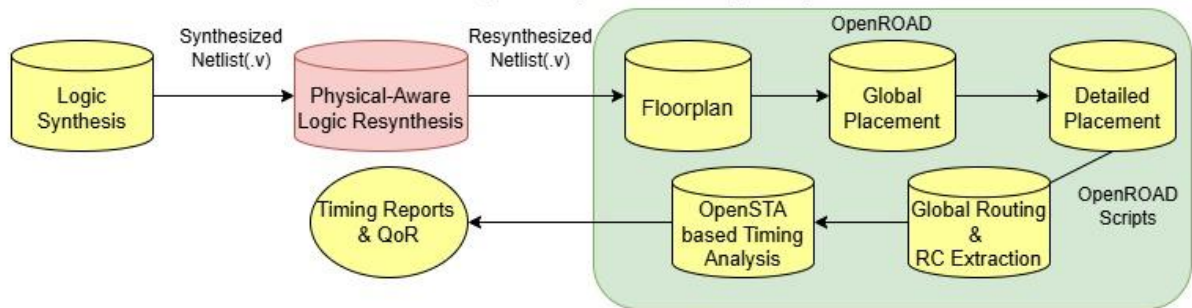 OpenROAD
Synthesized
Netlist(.v)
Resynthesized
Netlist(.v)
Logic
Synthesis
Physical-Aware
Logic Resynthesis
Floorplan
Global
Placement
Detailed
Placement
Timing Reports
& QoR
OpenSTA
based Timing
Analysis
Global Routing
&
RC Extraction
OpenROAD
Scripts